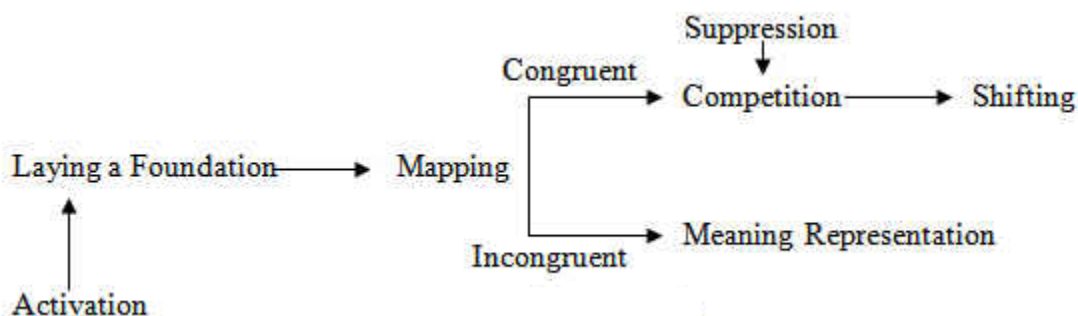 Suppression
Congruent
Competition
Shifting
Laying a Foundation
Mapping
Meaning Representation
Incongruent
Activation